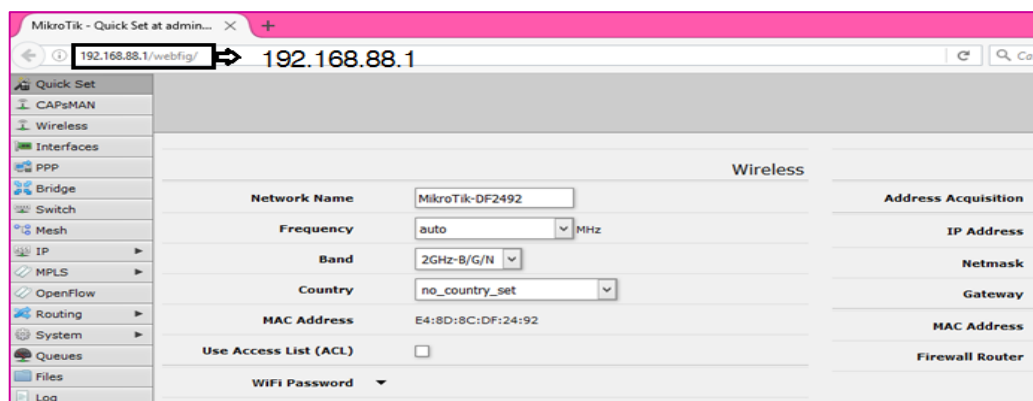 MikroTik - Quick Set at admin...
192.168.88.1/webfig/
192.168.88.1
Quick Set
CAPsMAN
Wireless
Interfaces
PPP
Bridge
Switch
Mesh
IP
MPLS
OpenFlow
Routing
System
Queues
Files
Log
Wireless
Network Name MikroTik-DF2492
Frequency auto MHz
Band 2GHz-B/G/N
Country no_country_set
MAC Address E4:8D:8C:DF:24:92
Use Access List (ACL)
WiFi Password
Address Acquisition
IP Address
Netmask
Gateway
MAC Address
Firewall Router